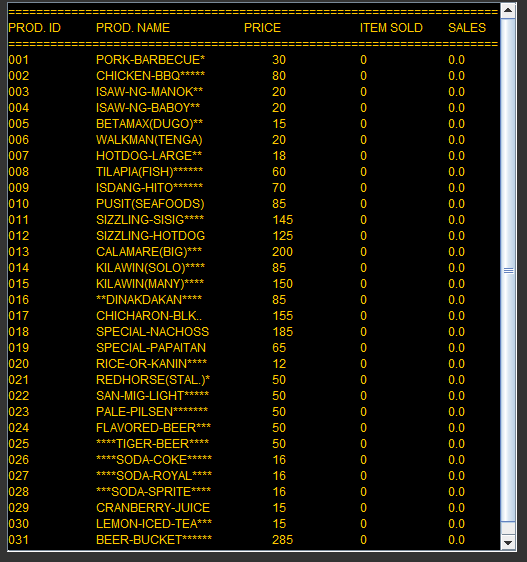 ==============================================================
PROD. ID PROD. NAME PRICE ITEM SOLD SALES
==============================================================
001 PORK-BARBECUE* 30 0 0.0
002 CHICKEN-BBQ***** 80 0 0.0
003 ISAW-NG-MANOK** 20 0 0.0
004 ISAW-NG-BABOY** 20 0 0.0
005 BETAMAX(DUGO)** 15 0 0.0
006 WALKMAN(TENGA) 20 0 0.0
007 HOTDOG-LARGE** 18 0 0.0
008 TILAPIA(FISH)****** 60 0 0.0
009 ISDANG-HITO****** 70 0 0.0
010 PUSIT(SEAFOODS) 85 0 0.0
011 SIZZLING-SISIG**** 145 0 0.0
012 SIZZLING-HOTDOG 125 0 0.0
013 CALAMARE(BIG)*** 200 0 0.0
014 KILAWIN(SOLO)**** 85 0 0.0
015 KILAWIN(MANY)**** 150 0 0.0
016 **DINAKDAKAN**** 85 0 0.0
017 CHICHARON-BLK.. 155 0 0.0
018 SPECIAL-NACHOSS 185 0 0.0
019 SPECIAL-PAPAITAN 65 0 0.0
020 RICE-OR-KANIN**** 12 0 0.0
021 REDHORSE(STAL.)* 50 0 0.0
022 SAN-MIG-LIGHT***** 50 0 0.0
023 PALE-PILSEN******* 50 0 0.0
024 FLAVORED-BEER*** 50 0 0.0
025 ****TIGER-BEER**** 50 0 0.0
026 ****SODA-COKE***** 16 0 0.0
027 ****SODA-ROYAL**** 16 0 0.0
028 ***SODA-SPRITE**** 16 0 0.0
029 CRANBERRY-JUICE 15 0 0.0
030 LEMON-ICED-TEA*** 15 0 0.0
031 BEER-BUCKET****** 285 0 0.0